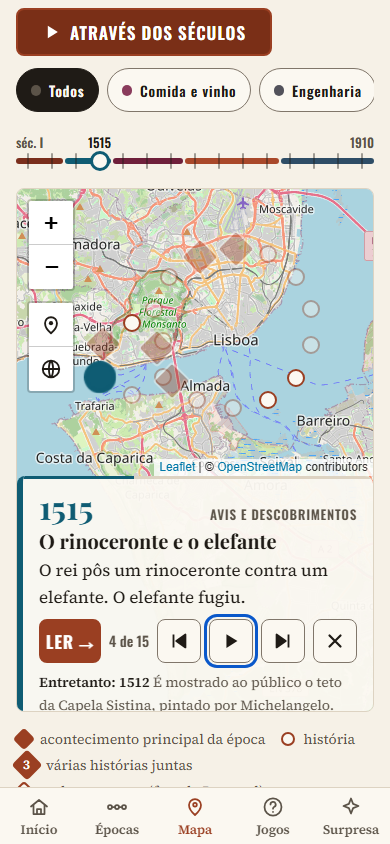 ATRAVÉS DOS SÉCULOS
Todos
Comida e vinho
Engenharia
séc. I
1515
1910
Moscavide
+
−
Parque
Florestal
Monsanto
Lisboa
Almada
Trafaria
Barreiro
Costa da Caparica
Leaflet | © OpenStreetMap contributors
1515
AVIS E DESCOBRIMENTOS
O rinoceronte e o elefante
O rei pôs um rinoceronte contra um
elefante. O elefante fugiu.
LER →
4 de 15
Entretanto: 1512 É mostrado ao público o teto
da Capela Sistina, pintado por Michelangelo.
acontecimento principal da época
história
3
várias histórias juntas
Início
Épocas
Mapa
Jogos
Surpresa